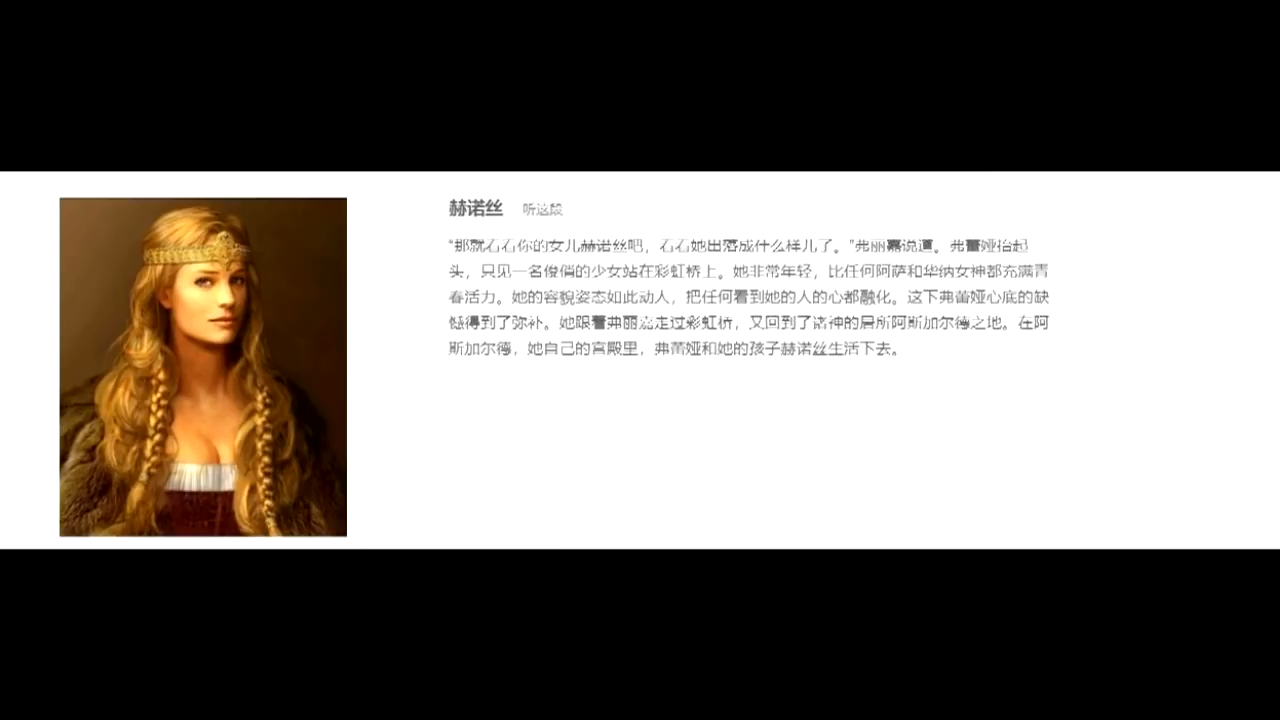 赫诺丝 听这段
“那就看看你的女儿赫诺丝吧，看看她出落成什么样儿了。”弗丽嘉说道。弗蕾娅抬起
头，只见一名俊俏的少女站在彩虹桥上。她非常年轻，比任何阿萨和华纳女神都充满青
春活力。她的容貌姿态如此动人，把任何看到她的人的心都融化。这下弗蕾娅心底的缺
憾得到了弥补。她跟着弗丽嘉走过彩虹桥，又回到了诸神的居所阿斯加尔德之地。在阿
斯加尔德，她自己的宫殿里，弗蕾娅和她的孩子赫诺丝生活下去。